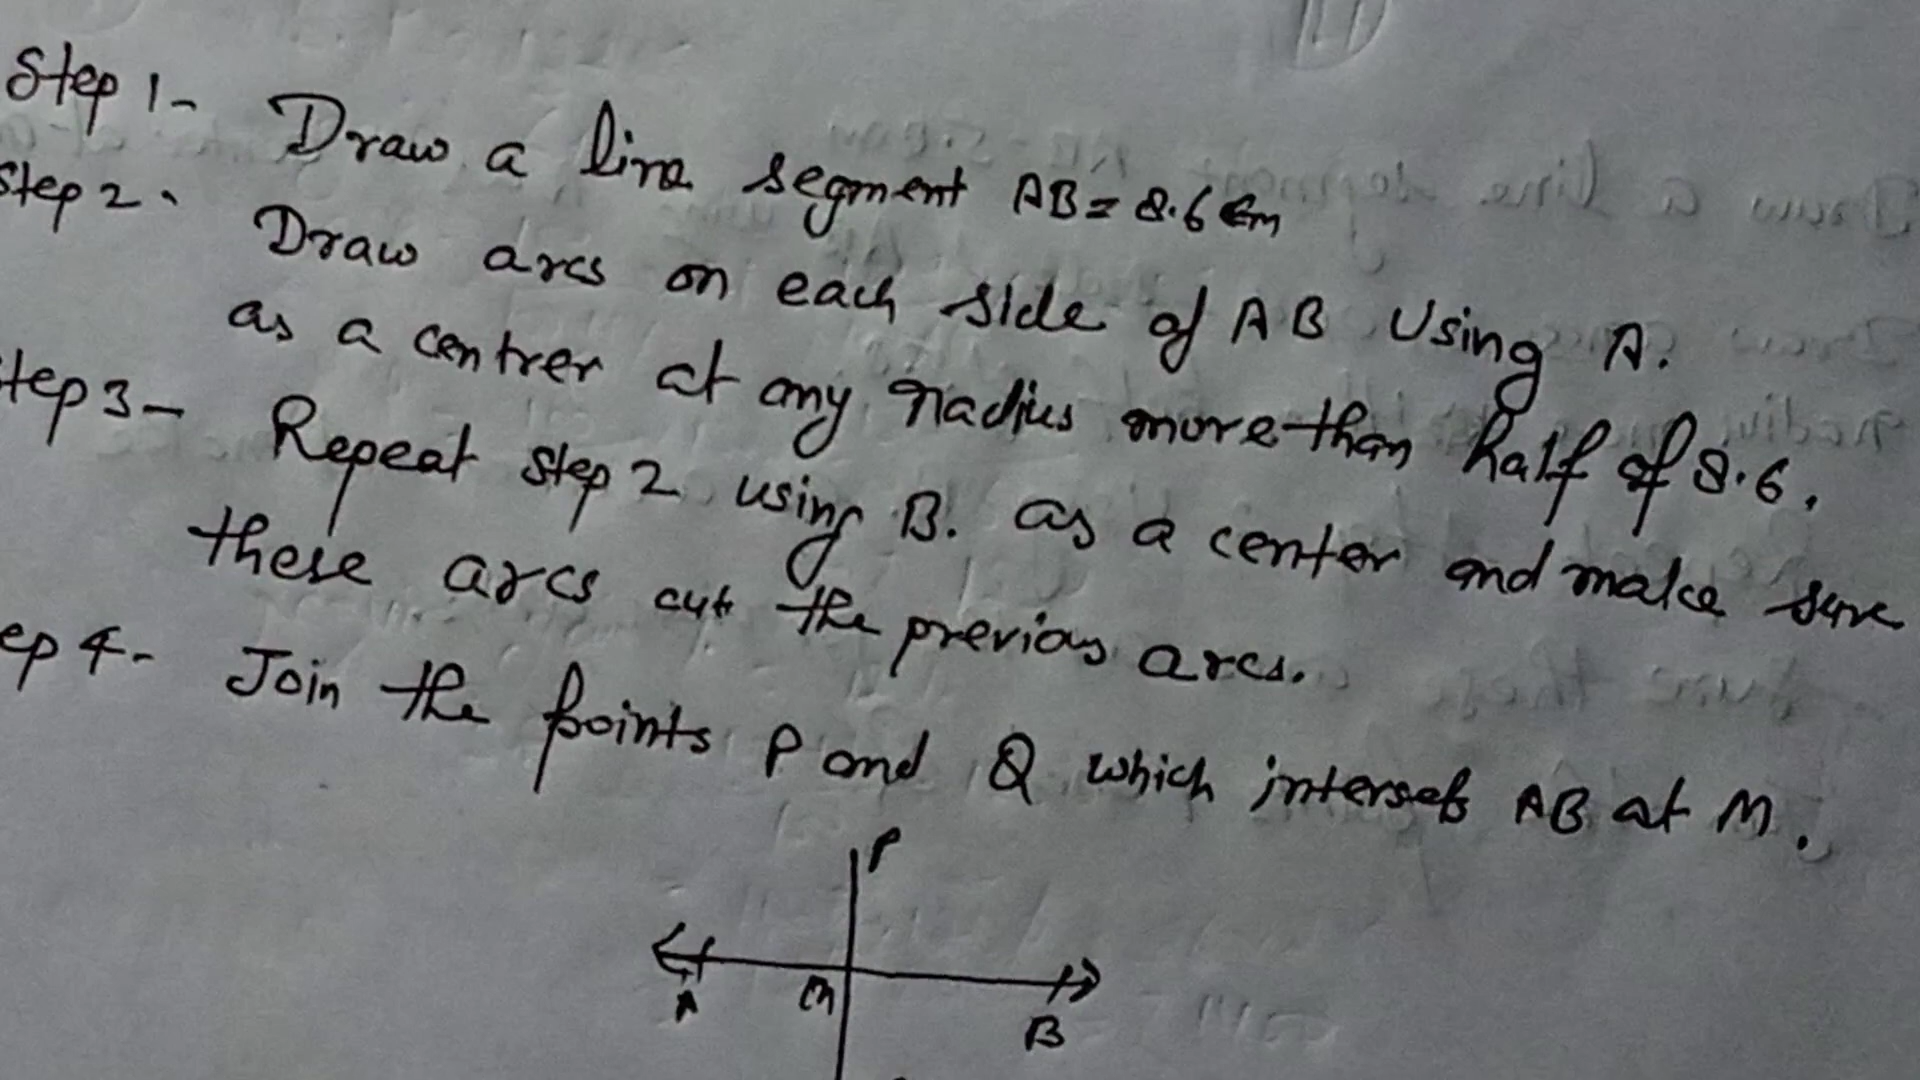 Step 1- Draw a line segment AB = 8.6 cm
Step 2. Draw arcs on each side of AB Using A.
as a centrer at any radius more than half of 8.6.
tep 3- Repeat step 2 using B. as a center and make sure
these arcs cut the previous arcs.
ep 4- Join the points P and Q which intersets AB at M.
P
A M B